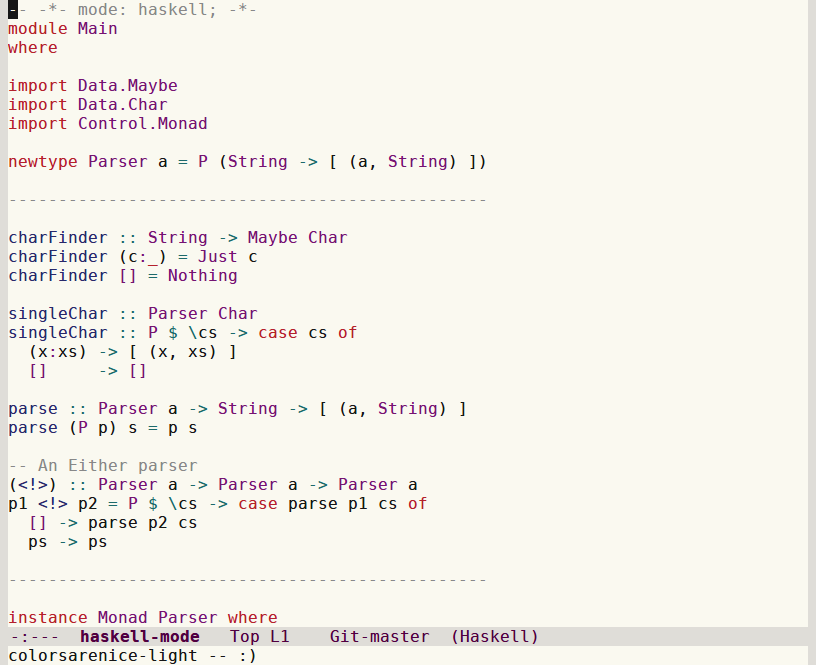 -- -*- mode: haskell; -*-
module Main
where

import Data.Maybe
import Data.Char
import Control.Monad

newtype Parser a = P (String -> [ (a, String) ])

------------------------------------------------

charFinder :: String -> Maybe Char
charFinder (c:_) = Just c
charFinder [] = Nothing

singleChar :: Parser Char
singleChar :: P $ \cs -> case cs of
  (x:xs) -> [ (x, xs) ]
  []     -> []

parse :: Parser a -> String -> [ (a, String) ]
parse (P p) s = p s

-- An Either parser
(<!>) :: Parser a -> Parser a -> Parser a
p1 <!> p2 = P $ \cs -> case parse p1 cs of
  [] -> parse p2 cs
  ps -> ps

------------------------------------------------

instance Monad Parser where
-:---  haskell-mode   Top L1    Git-master  (Haskell)
colorsarenice-light -- :)